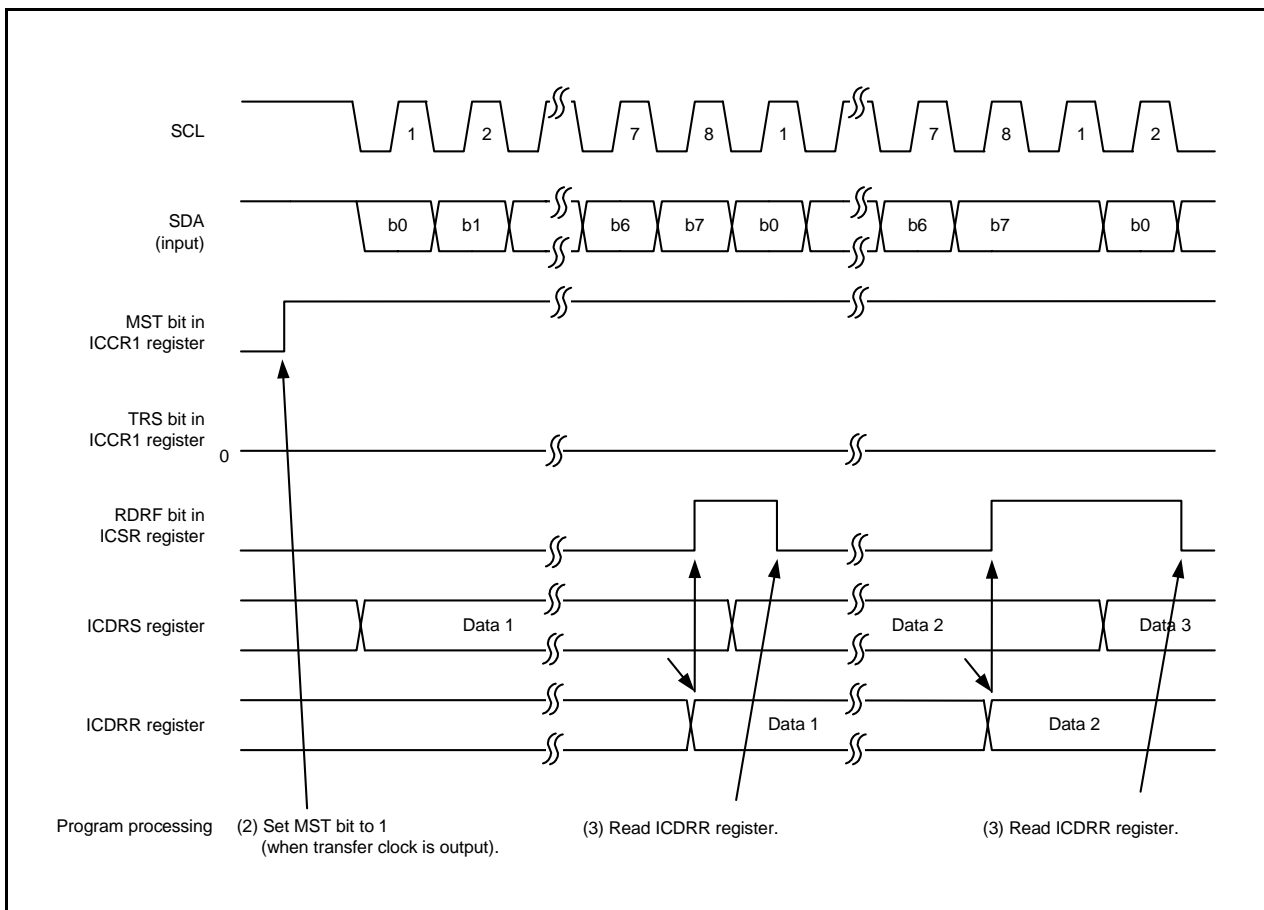 SCL
1 2 7 8 1 7 8 1 2
SDA
(input)
b0 b1 b6 b7 b0 b6 b7 b0
MST bit in
ICCR1 register
TRS bit in
ICCR1 register
0
RDRF bit in
ICSR register
ICDRS register
Data 1 Data 2 Data 3
ICDRR register
Data 1 Data 2
Program processing
(2) Set MST bit to 1
(when transfer clock is output).
(3) Read ICDRR register.
(3) Read ICDRR register.